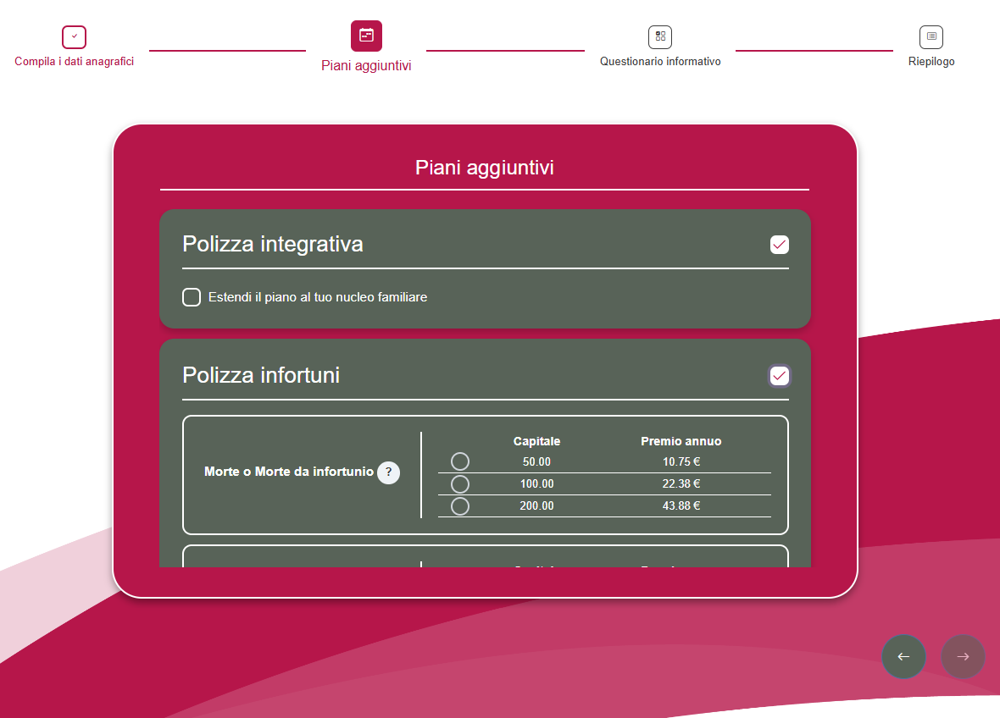 Compila i dati anagrafici
Piani aggiuntivi
Questionario informativo
Riepilogo
Piani aggiuntivi
Polizza integrativa
Estendi il piano al tuo nucleo familiare
Polizza infortuni
Capitale Premio annuo
Morte o Morte da infortunio ?
50.00 10.75 €
100.00 22.38 €
200.00 43.88 €